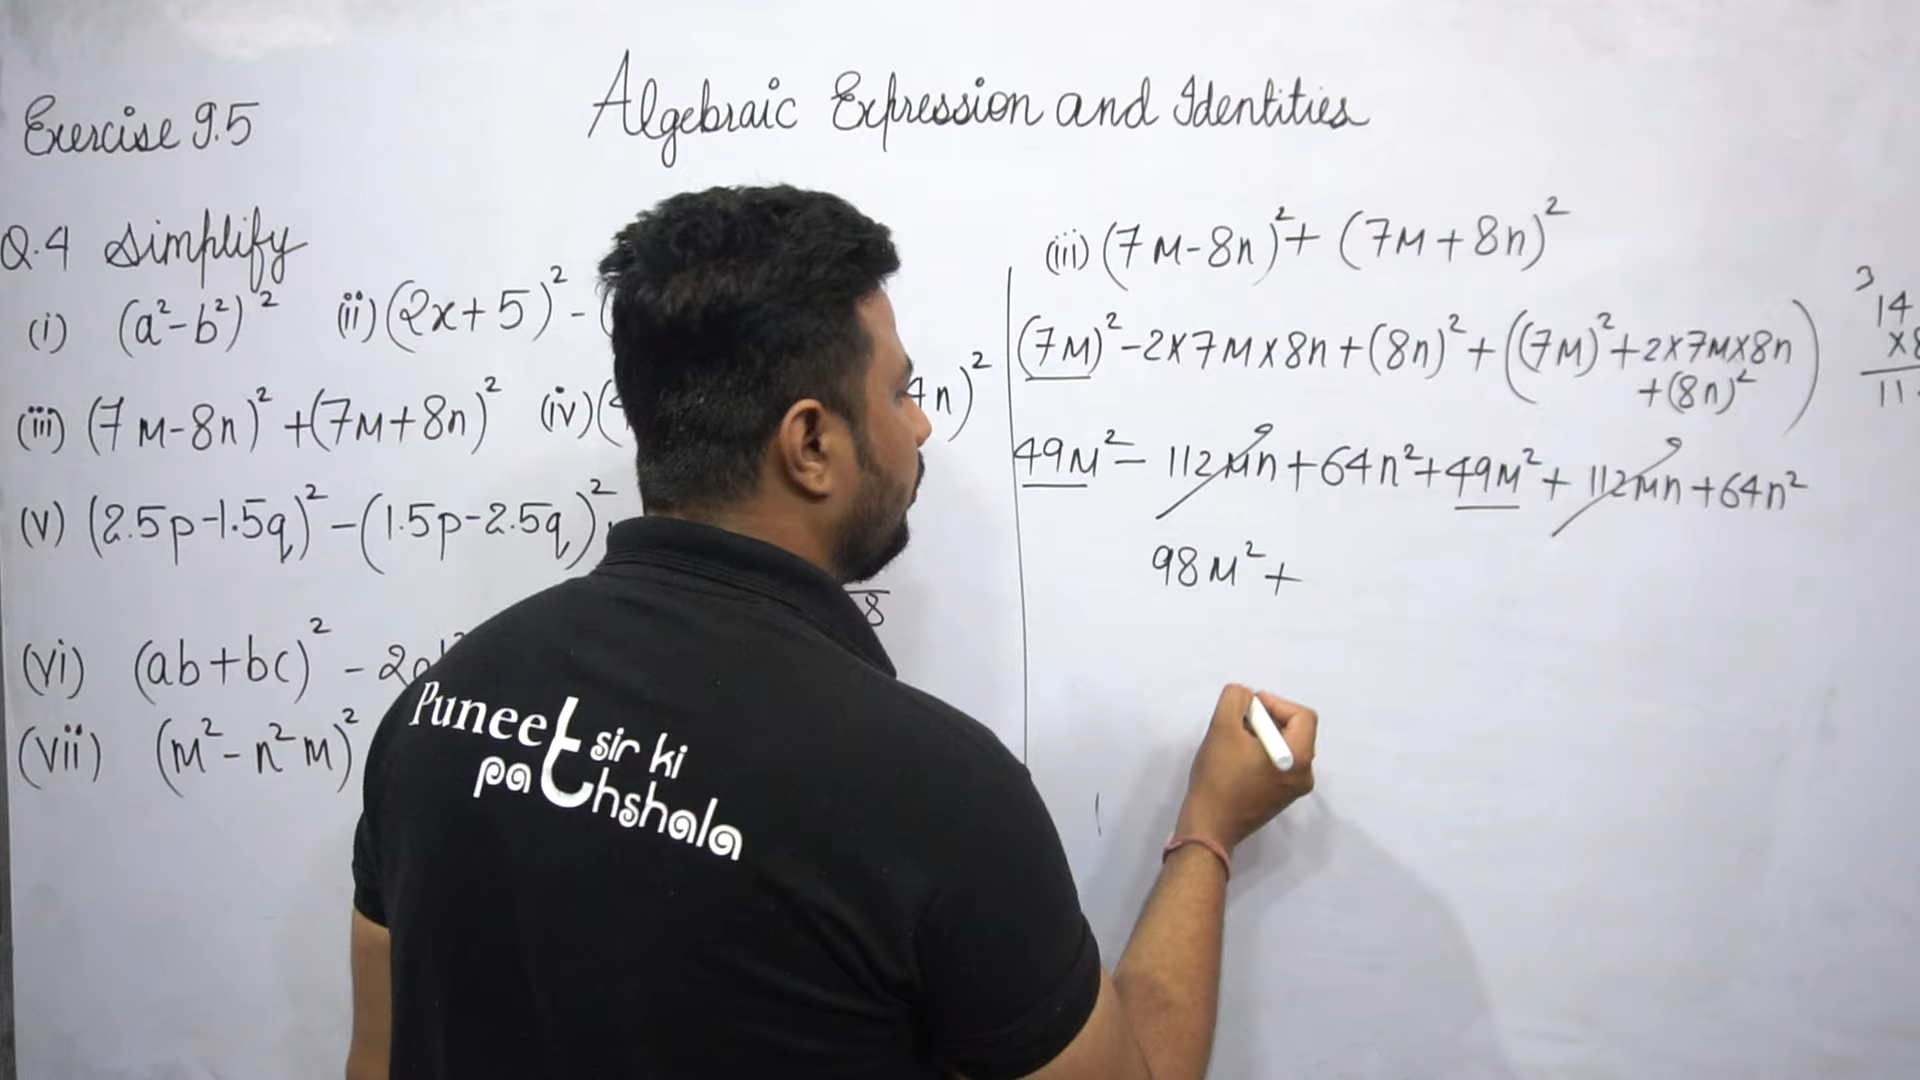 Algebraic Expression and Identities
Exercise 9.5
Q.4 Simplify
(i) (a²-b²)² (ii) (2x+5)² -
(iii) (7m-8n)² +(7m+8n)² (iv) ( 4n)²
(v) (2.5p-1.5q)² -(1.5p-2.5q)²
(vi) (ab+bc)² - 2a
(vii) (m²-n²m)²
8
(iii) (7m-8n)² + (7m+8n)²
(7m)² -2×7m×8n+(8n)² + ((7m)² +2×7m×8n
+(8n)²)
49m² - 112mn+64n²+49m² + 112mn+64n²
98m² +
3
14
×8
11
Puneet sir ki
pathshala